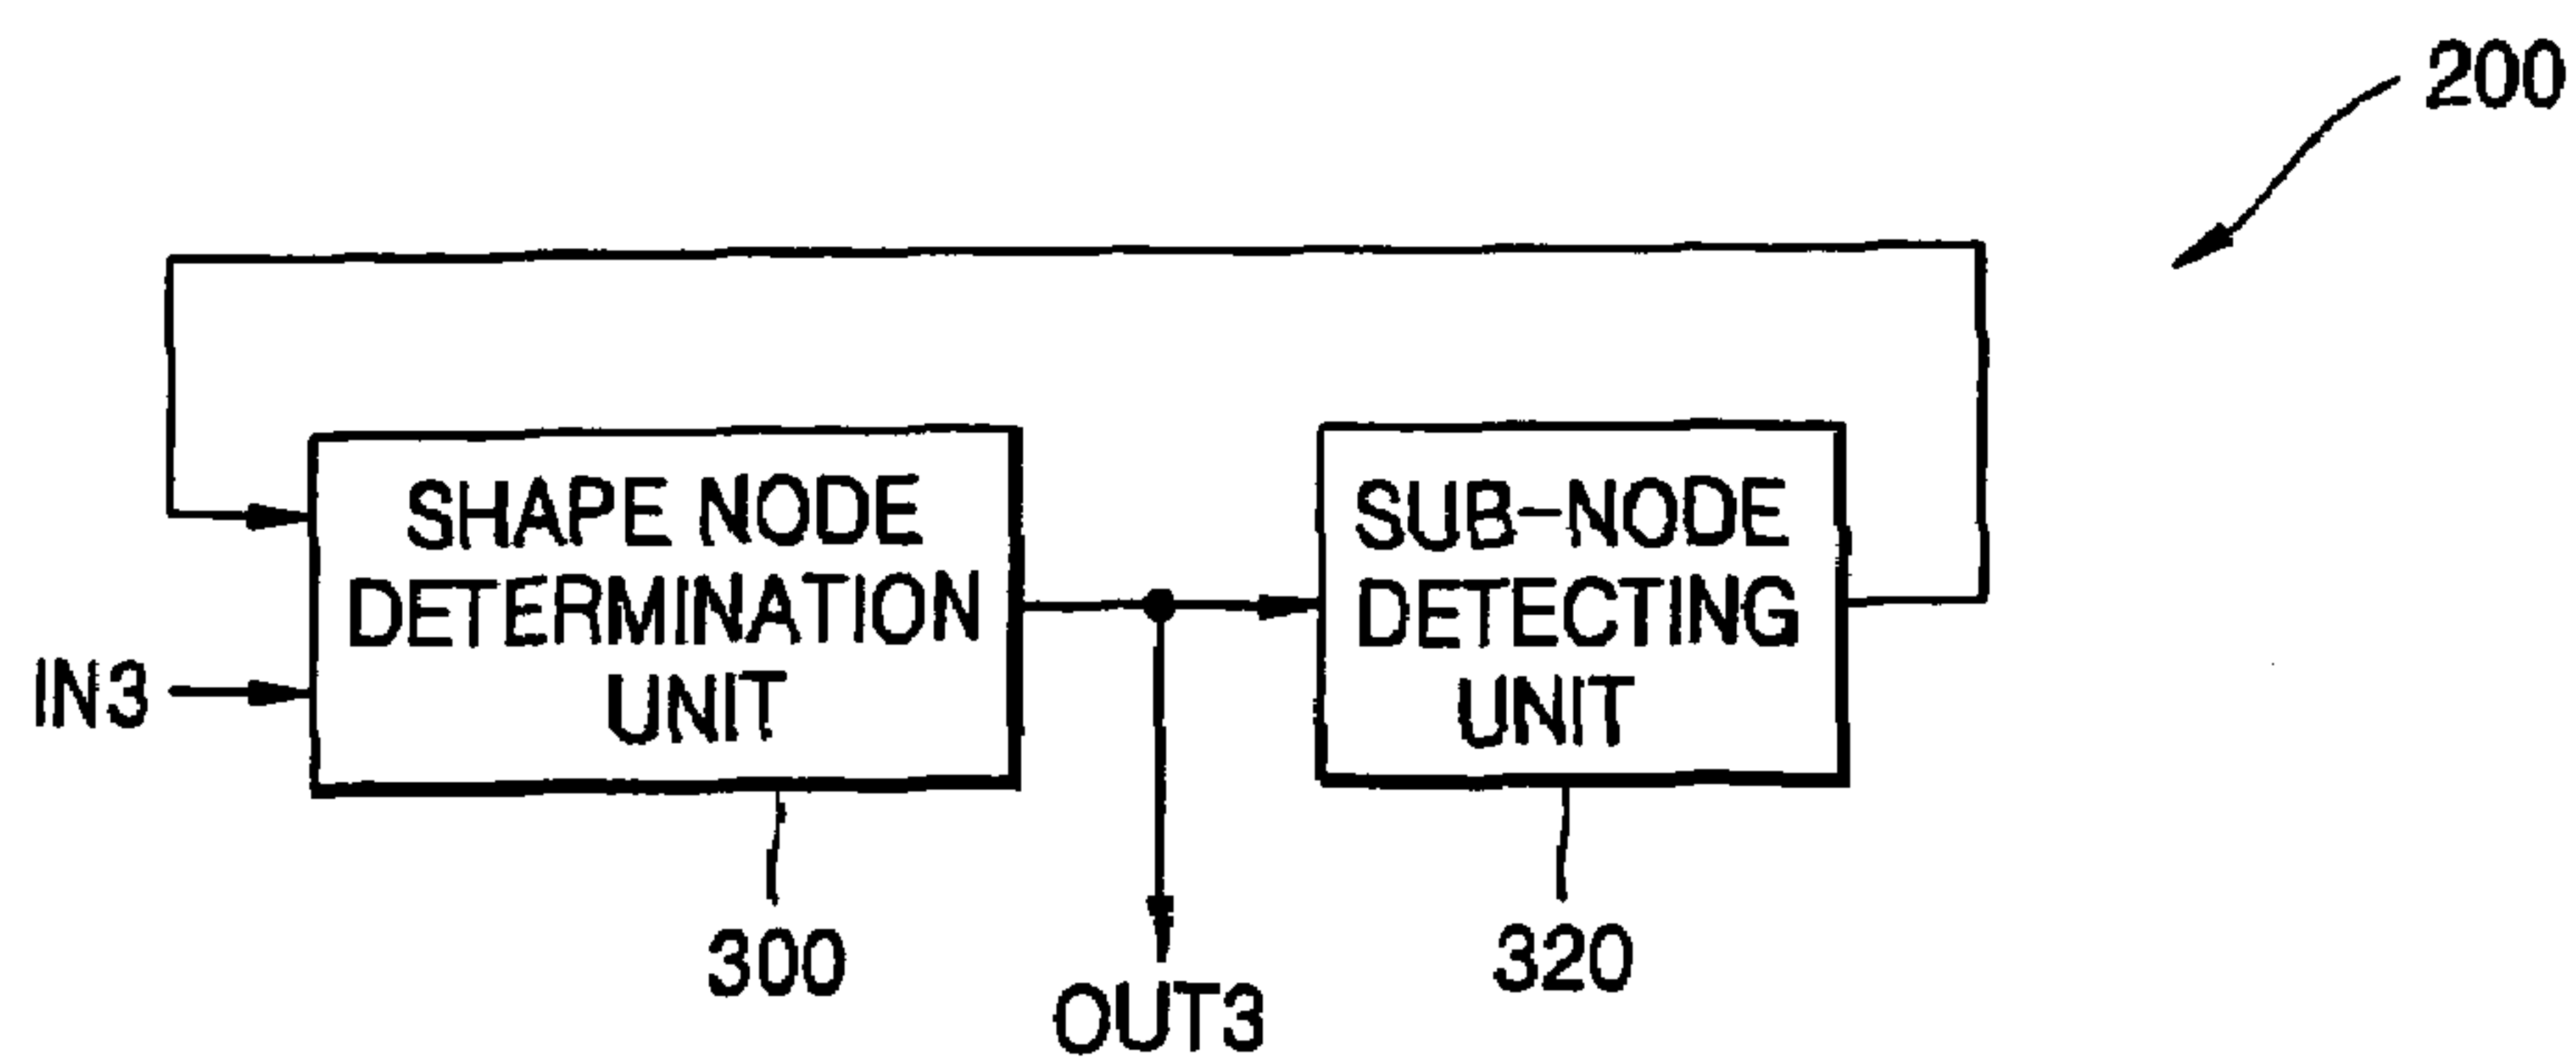 200
SHAPE NODE
DETERMINATION
UNIT
SUB-NODE
DETECTING
UNIT
IN3
300
320
OUT3